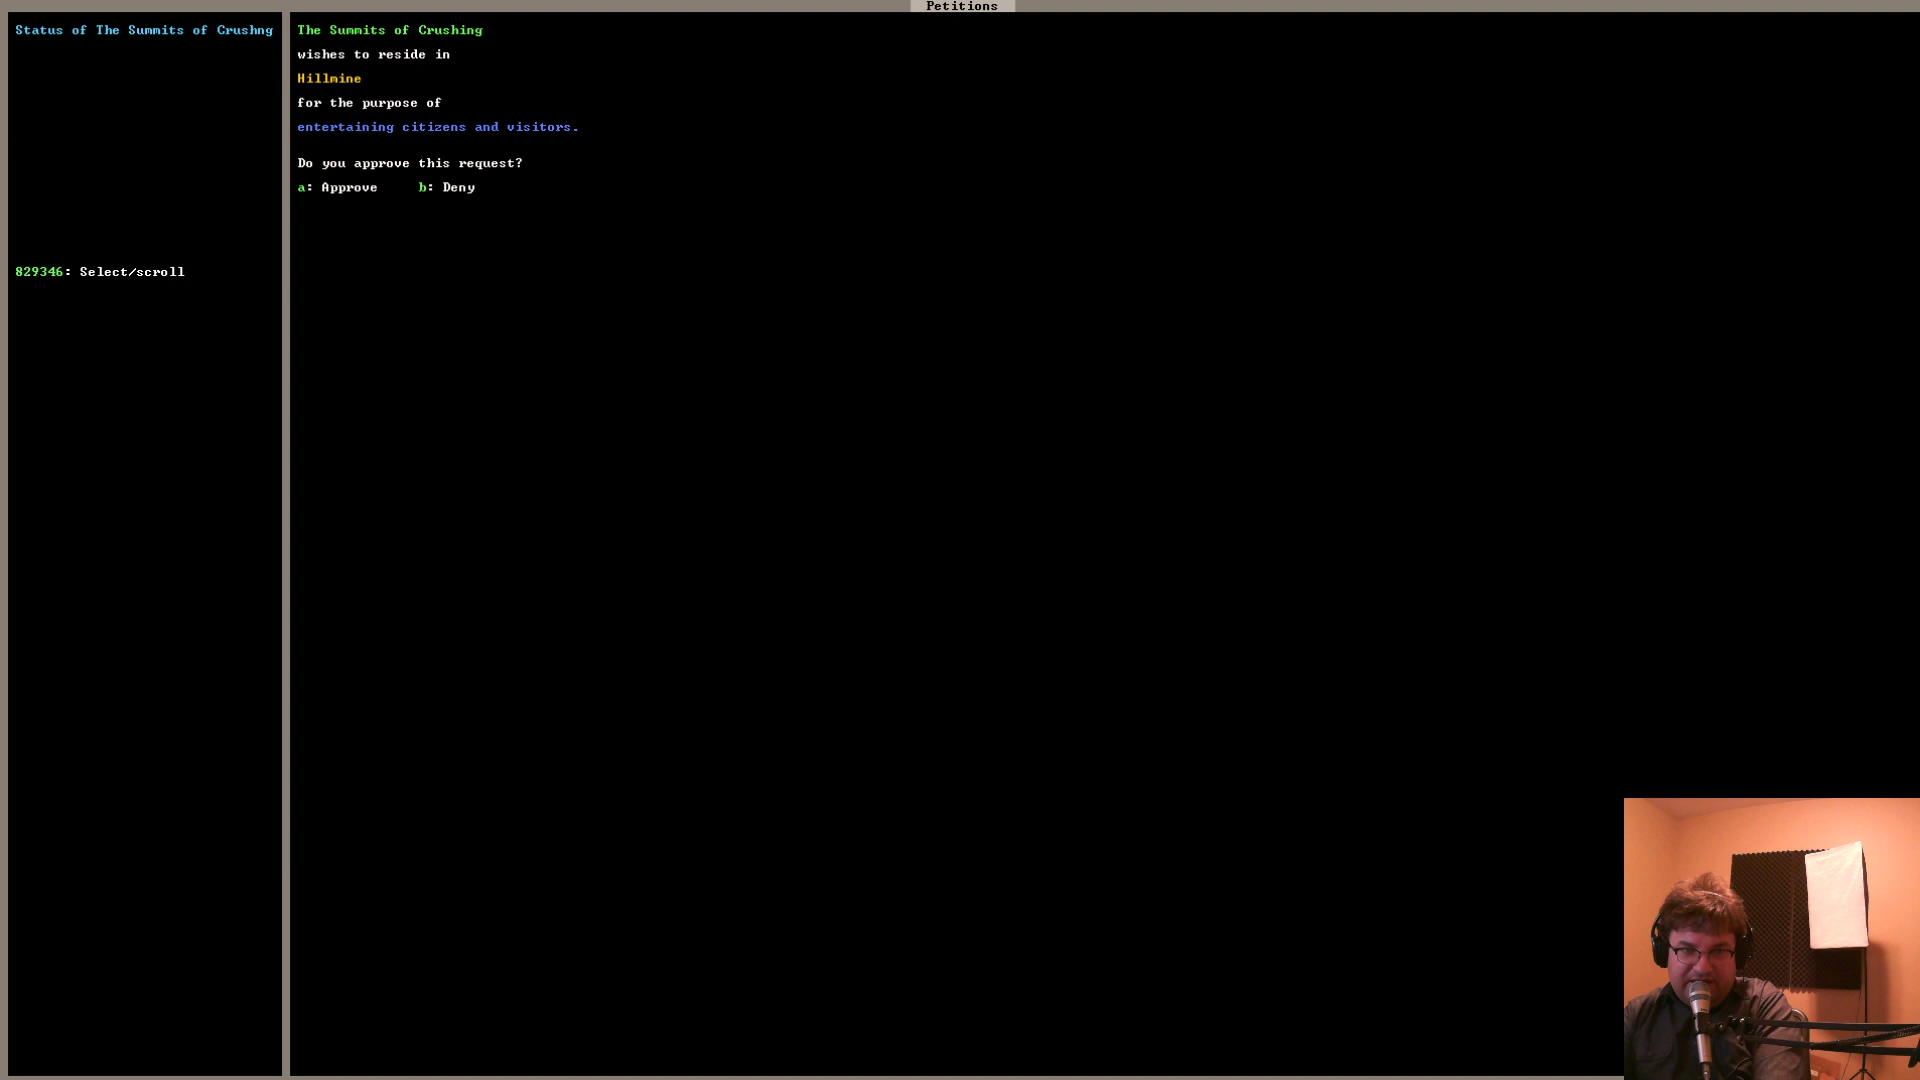 Petitions
Status of The Summits of Crushng
829346: Select/scroll
The Summits of Crushing
wishes to reside in
Hillmine
for the purpose of
entertaining citizens and visitors.
Do you approve this request?
a: Approve b: Deny